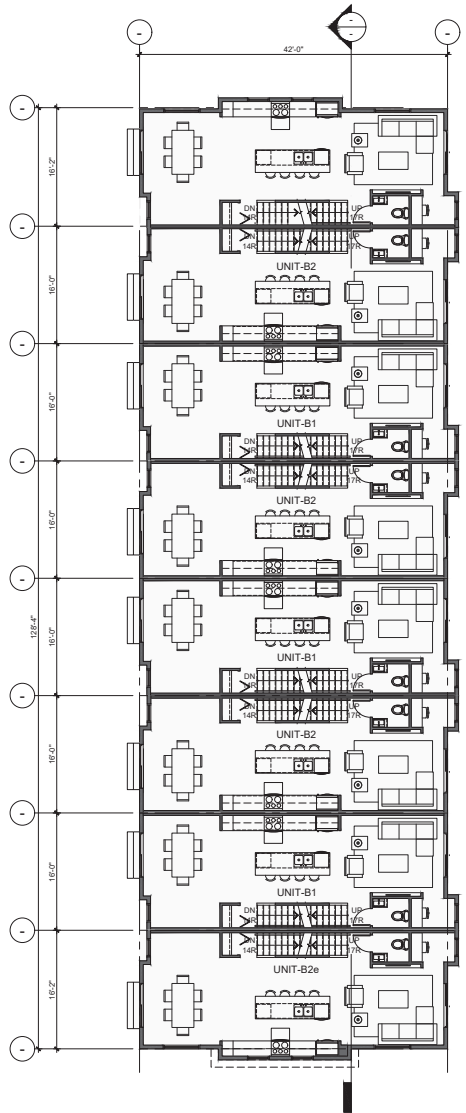 - - -
42'-0"
-
16'-2"
DN UP
14R 17R
-
DN UP
14R 17R
UNIT-B2
16'-0"
-
16'-0"
UNIT-B1
DN UP
14R 17R
-
DN UP
14R 17R
UNIT-B2
16'-0"
-
128'-4"
16'-0"
UNIT-B1
DN UP
14R 17R
-
DN UP
14R 17R
UNIT-B2
16'-0"
-
16'-0"
UNIT-B1
DN UP
14R 17R
-
DN UP
14R 17R
UNIT-B2e
16'-2"
-